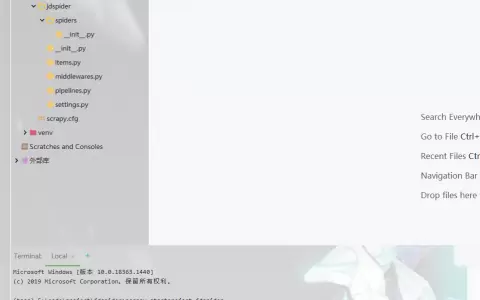 jdspider
spiders
__init__.py
__init__.py
items.py
middlewares.py
pipelines.py
settings.py
scrapy.cfg
venv
Scratches and Consoles
外部库
Search Everywh
Go to File Ctrl+
Recent Files Ct
Navigation Bar
Drop files here
Terminal: Local × +
Microsoft Windows [版本 10.0.18363.1440]
(c) 2019 Microsoft Corporation。保留所有权利。